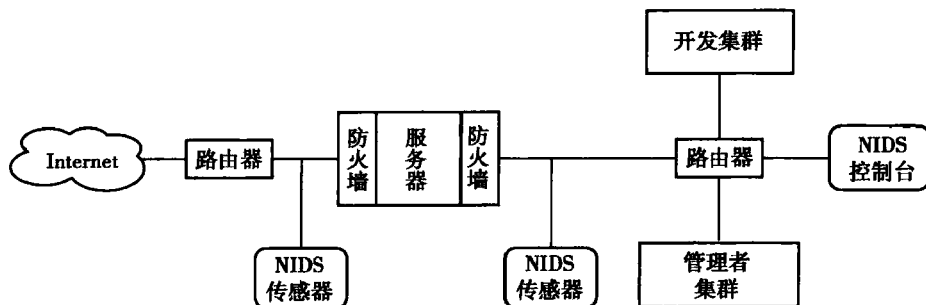 开发集群
Internet
路由器
防火墙
服务器
防火墙
路由器
NIDS
控制台
NIDS
传感器
NIDS
传感器
管理者
集群